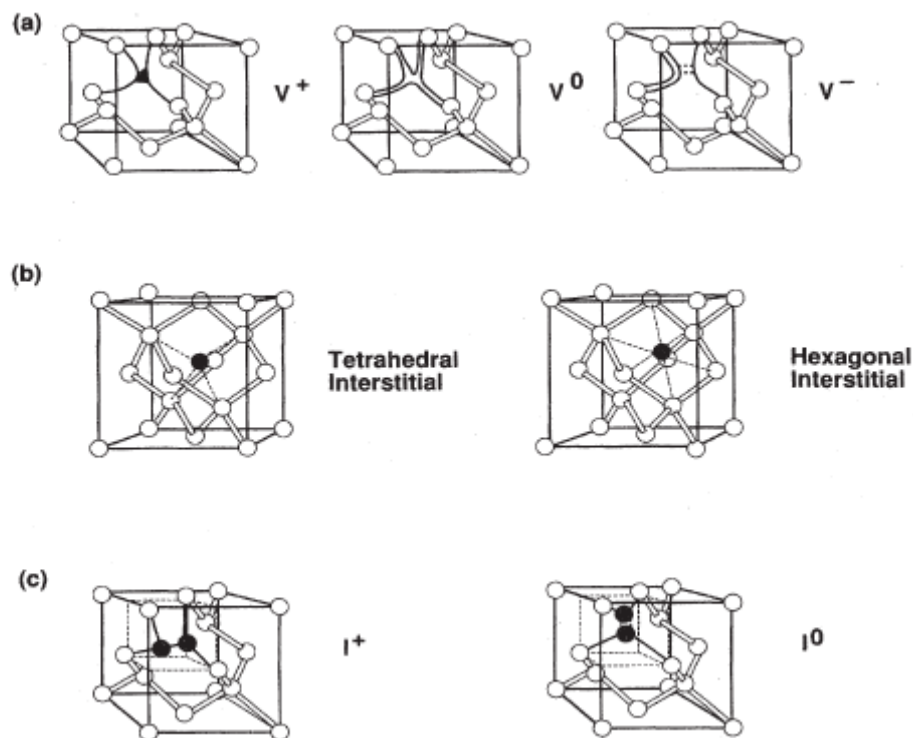 (a)
V+
V0
V−
(b)
Tetrahedral
Interstitial
Hexagonal
Interstitial
(c)
I+
I0